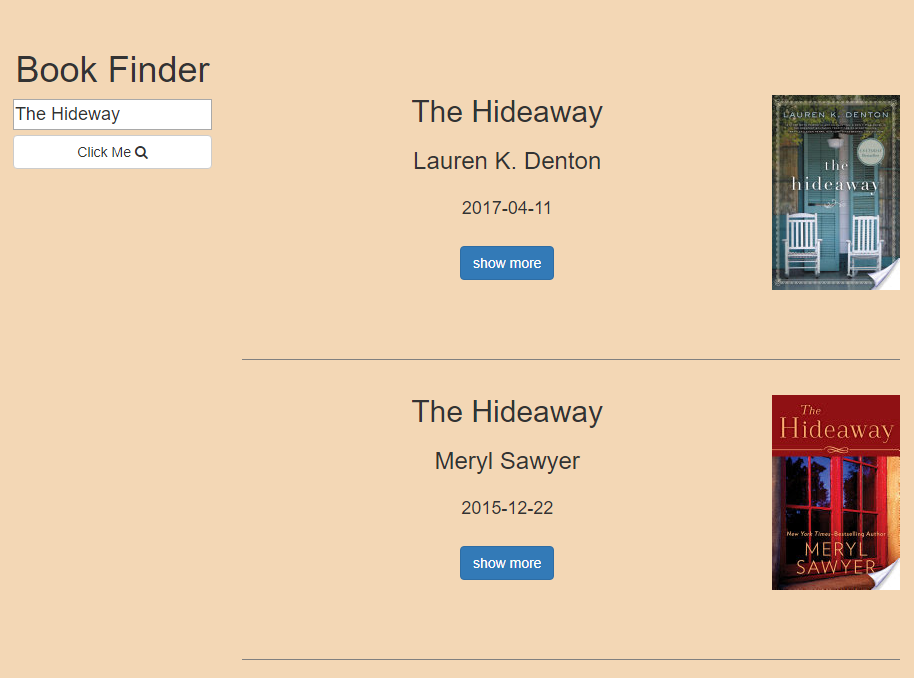 Book Finder
The Hideway
Click Me
The Hideaway
Lauren K. Denton
2017-04-11
show more
LAUREN K. DENTON
the
hideaway
The Hideaway
Meryl Sawyer
2015-12-22
show more
The
Hideaway
New York Times-Bestselling Author
MERYL
SAWYER